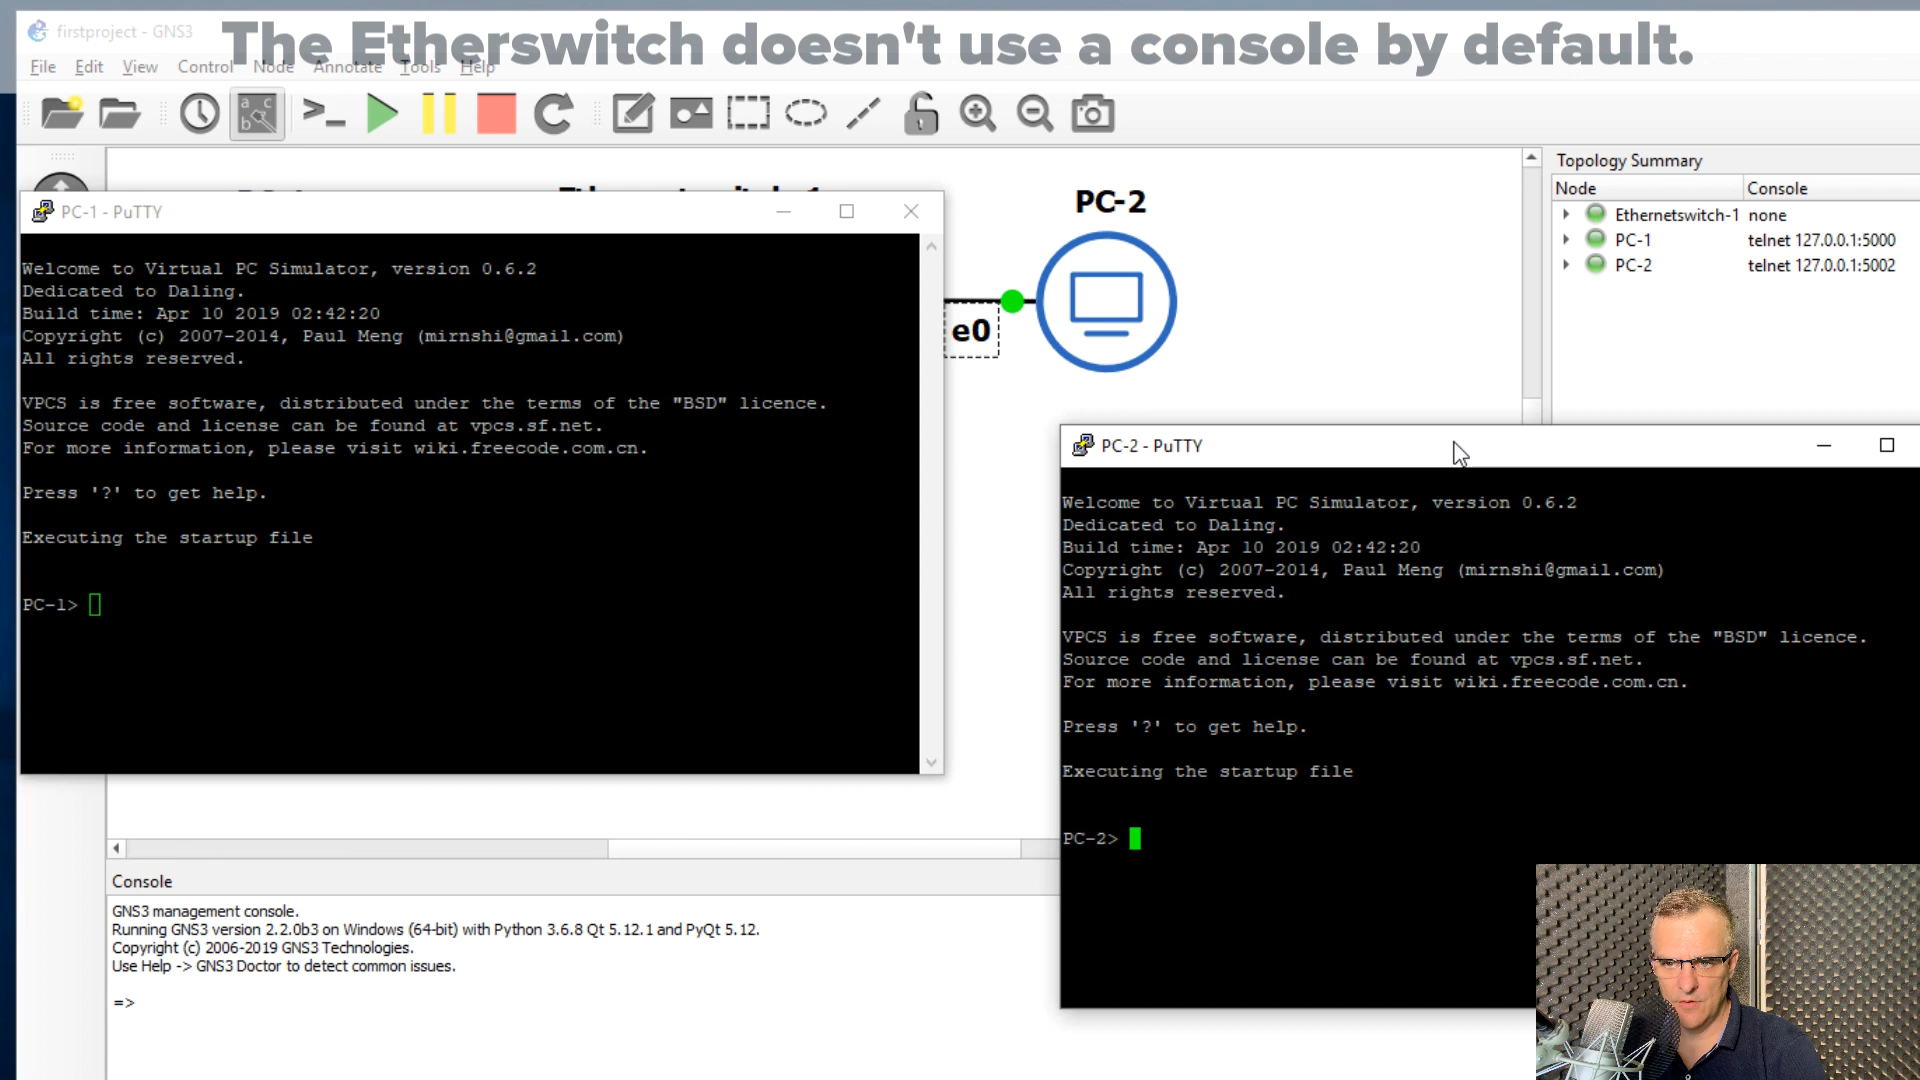 firstproject - GNS3
The Etherswitch doesn't use a console by default.
File Edit View Control Node Annotate Tools Help
Topology Summary
Node Console
Ethernetswitch-1 none
PC-1 telnet 127.0.0.1:5000
PC-2 telnet 127.0.0.1:5002
PC-2
e0
PC-1 - PuTTY
Welcome to Virtual PC Simulator, version 0.6.2
Dedicated to Daling.
Build time: Apr 10 2019 02:42:20
Copyright (c) 2007-2014, Paul Meng (mirnshi@gmail.com)
All rights reserved.
VPCS is free software, distributed under the terms of the "BSD" licence.
Source code and license can be found at vpcs.sf.net.
For more information, please visit wiki.freecode.com.cn.
Press '?' to get help.
Executing the startup file
PC-1>
PC-2 - PuTTY
Welcome to Virtual PC Simulator, version 0.6.2
Dedicated to Daling.
Build time: Apr 10 2019 02:42:20
Copyright (c) 2007-2014, Paul Meng (mirnshi@gmail.com)
All rights reserved.
VPCS is free software, distributed under the terms of the "BSD" licence.
Source code and license can be found at vpcs.sf.net.
For more information, please visit wiki.freecode.com.cn.
Press '?' to get help.
Executing the startup file
PC-2>
Console
GNS3 management console.
Running GNS3 version 2.2.0b3 on Windows (64-bit) with Python 3.6.8 Qt 5.12.1 and PyQt 5.12.
Copyright (c) 2006-2019 GNS3 Technologies.
Use Help -> GNS3 Doctor to detect common issues.
=>